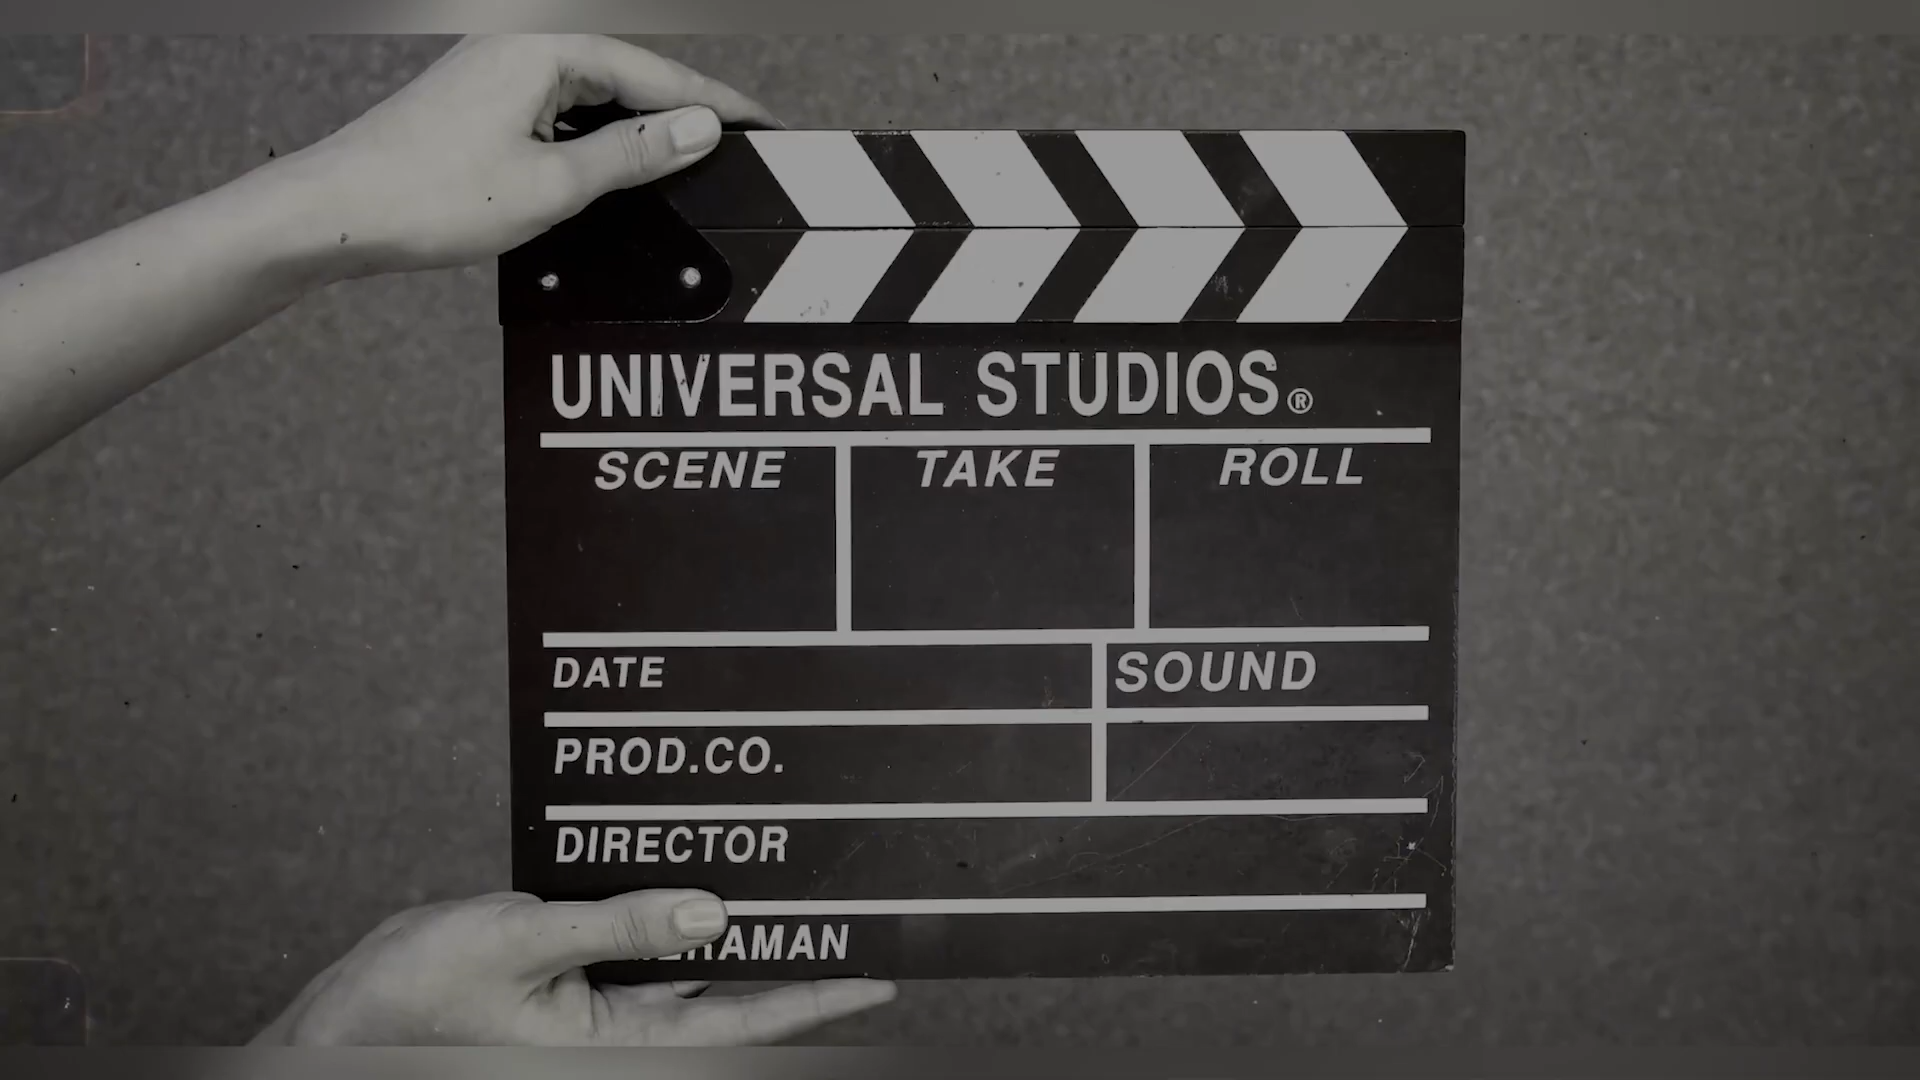 UNIVERSAL STUDIOS®
SCENE TAKE ROLL
DATE SOUND
PROD.CO.
DIRECTOR